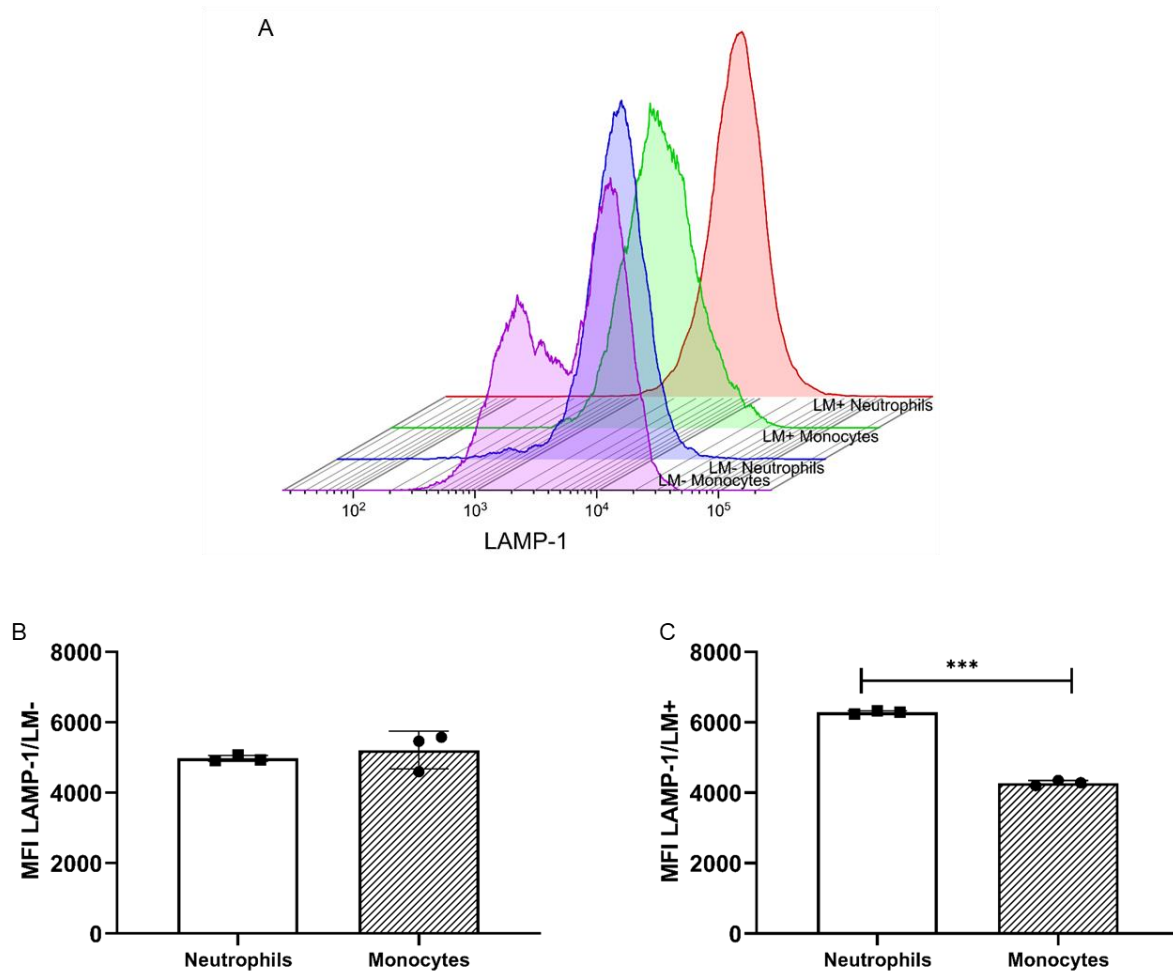 A
LM+ Neutrophils
LM+ Monocytes
LM- Neutrophils
LM- Monocytes
10² 10³ 10⁴ 10⁵
LAMP-1
B
MFI LAMP-1/LM-
8000
6000
4000
2000
0
Neutrophils Monocytes
C
MFI LAMP-1/LM+
8000
6000
4000
2000
0
***
Neutrophils Monocytes